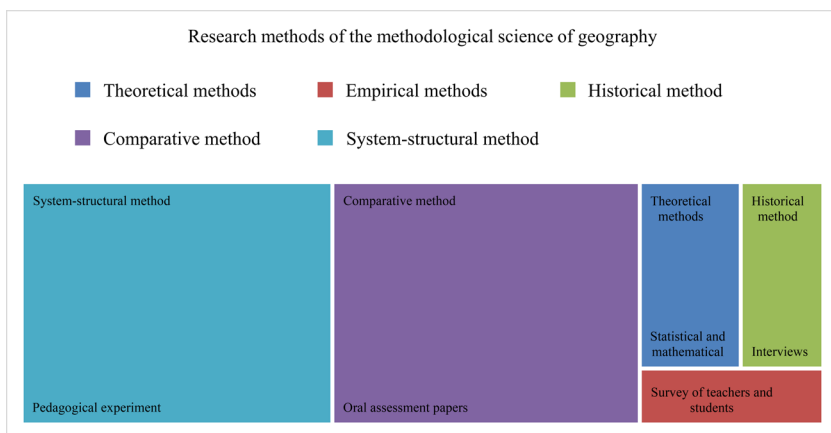 Research methods of the methodological science of geography
Theoretical methods
Empirical methods
Historical method
Comparative method
System-structural method
System-structural method
Pedagogical experiment
Comparative method
Oral assessment papers
Theoretical
methods
Statistical and
mathematical
Historical
method
Interviews
Survey of teachers and
students